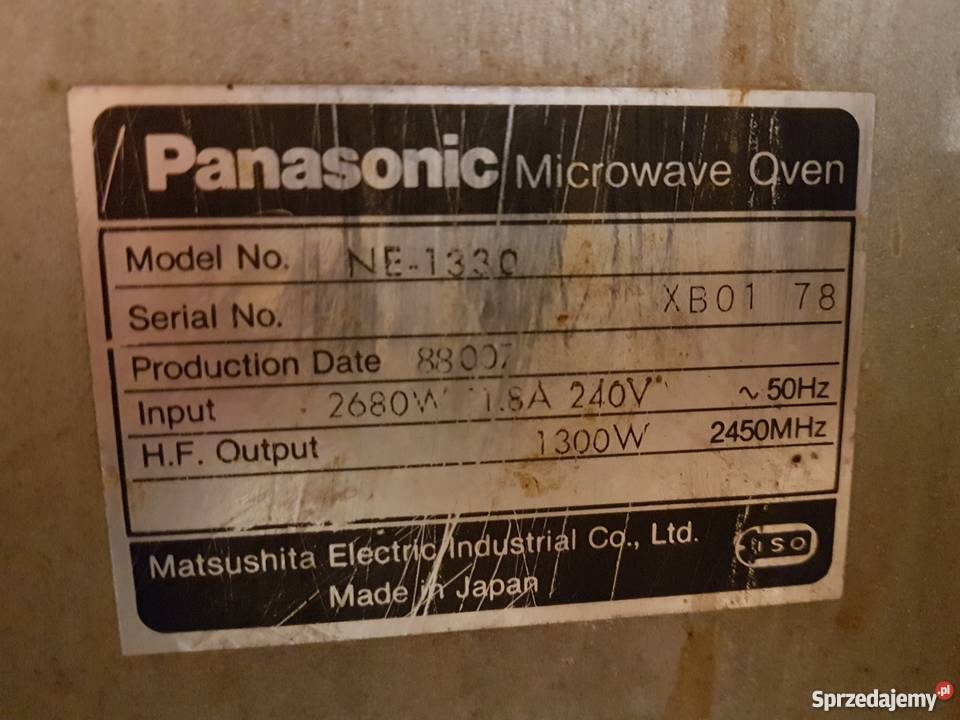 Panasonic Microwave Oven
Model No. NE-1330
Serial No. XB01 78
Production Date 88007
Input 2680W 11.8A 240V ~ 50Hz
H.F. Output 1300W 2450MHz
Matsushita Electric Industrial Co., Ltd.
Made in Japan
ISO
Sprzedajemy.pl